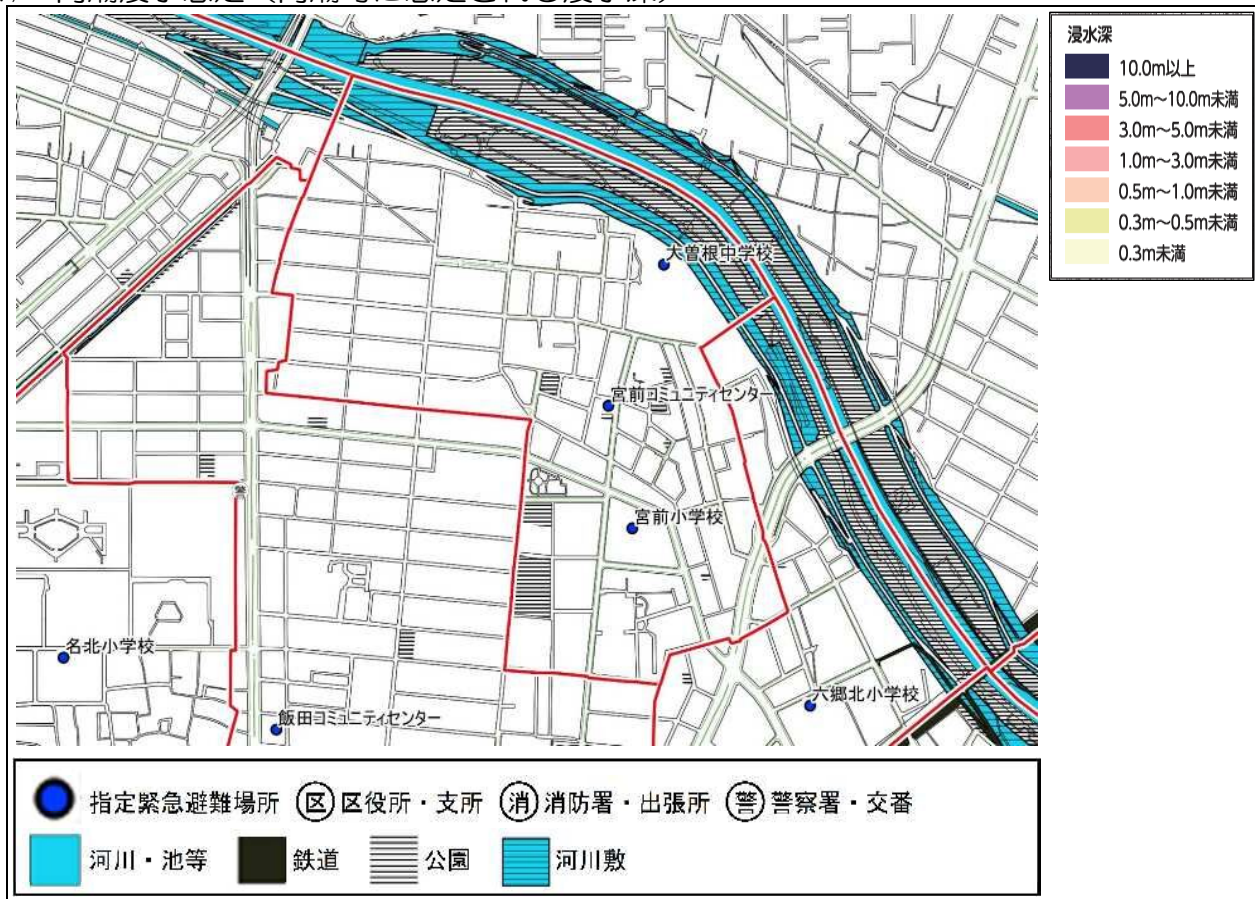 浸水深
10.0m以上
5.0m～10.0m未満
3.0m～5.0m未満
1.0m～3.0m未満
0.5m～1.0m未満
0.3m～0.5m未満
0.3m未満
大曽根中学校
宮前コミュニティセンター
警
宮前小学校
名北小学校
六郷北小学校
飯田コミュニティセンター
指定緊急避難場所 区 区役所・支所 消 消防署・出張所 警 警察署・交番
河川・池等 鉄道 公園 河川敷